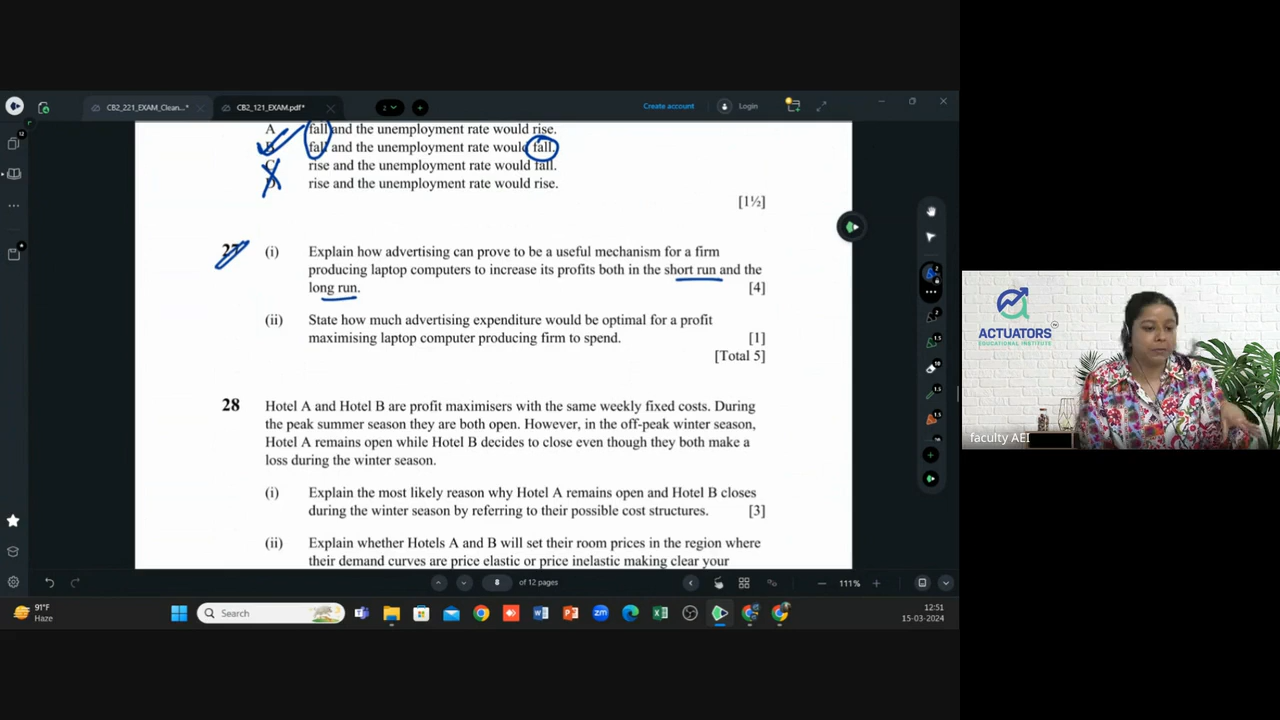 CB2_221_EXAM_Clean...*
CB2_121_EXAM.pdf*
2
Create account
Login
A fall and the unemployment rate would rise.
B fall and the unemployment rate would fall.
C rise and the unemployment rate would fall.
D rise and the unemployment rate would rise.
[1½]
27 (i) Explain how advertising can prove to be a useful mechanism for a firm
producing laptop computers to increase its profits both in the short run and the
long run. [4]
(ii) State how much advertising expenditure would be optimal for a profit
maximising laptop computer producing firm to spend. [1]
[Total 5]
28 Hotel A and Hotel B are profit maximisers with the same weekly fixed costs. During
the peak summer season they are both open. However, in the off-peak winter season,
Hotel A remains open while Hotel B decides to close even though they both make a
loss during the winter season.
(i) Explain the most likely reason why Hotel A remains open and Hotel B closes
during the winter season by referring to their possible cost structures. [3]
(ii) Explain whether Hotels A and B will set their room prices in the region where
their demand curves are price elastic or price inelastic making clear your
8 of 12 pages
111%
91°F
Haze
Search
12:51
15-03-2024
ACTUATORS
EDUCATIONAL INSTITUTE
faculty AEI